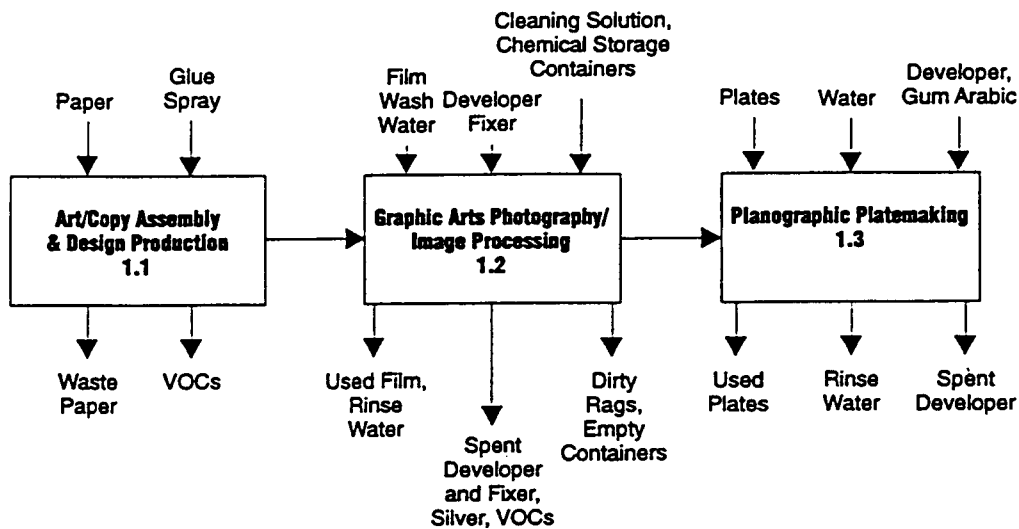 Paper
Glue
Spray
Film
Wash
Water
Developer
Fixer
Cleaning Solution,
Chemical Storage
Containers
Plates
Water
Developer,
Gum Arabic
Art/Copy Assembly
& Design Production
1.1
Graphic Arts Photography/
Image Processing
1.2
Planographic Platemaking
1.3
Waste
Paper
VOCs
Used Film,
Rinse
Water
Spent
Developer
and Fixer,
Silver, VOCs
Dirty
Rags,
Empty
Containers
Used
Plates
Rinse
Water
Spent
Developer